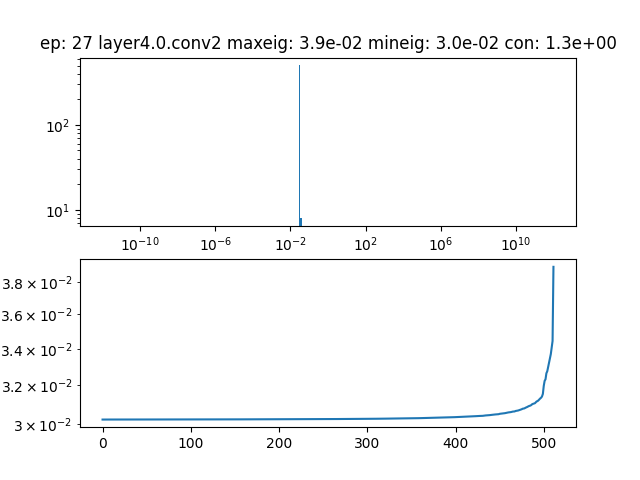 ep: 27 layer4.0.conv2 maxeig: 3.9e-02 mineig: 3.0e-02 con: 1.3e+00
10²
10¹
10⁻¹⁰ 10⁻⁶ 10⁻² 10² 10⁶ 10¹⁰
3.8 × 10⁻²
3.6 × 10⁻²
3.4 × 10⁻²
3.2 × 10⁻²
3 × 10⁻²
0 100 200 300 400 500